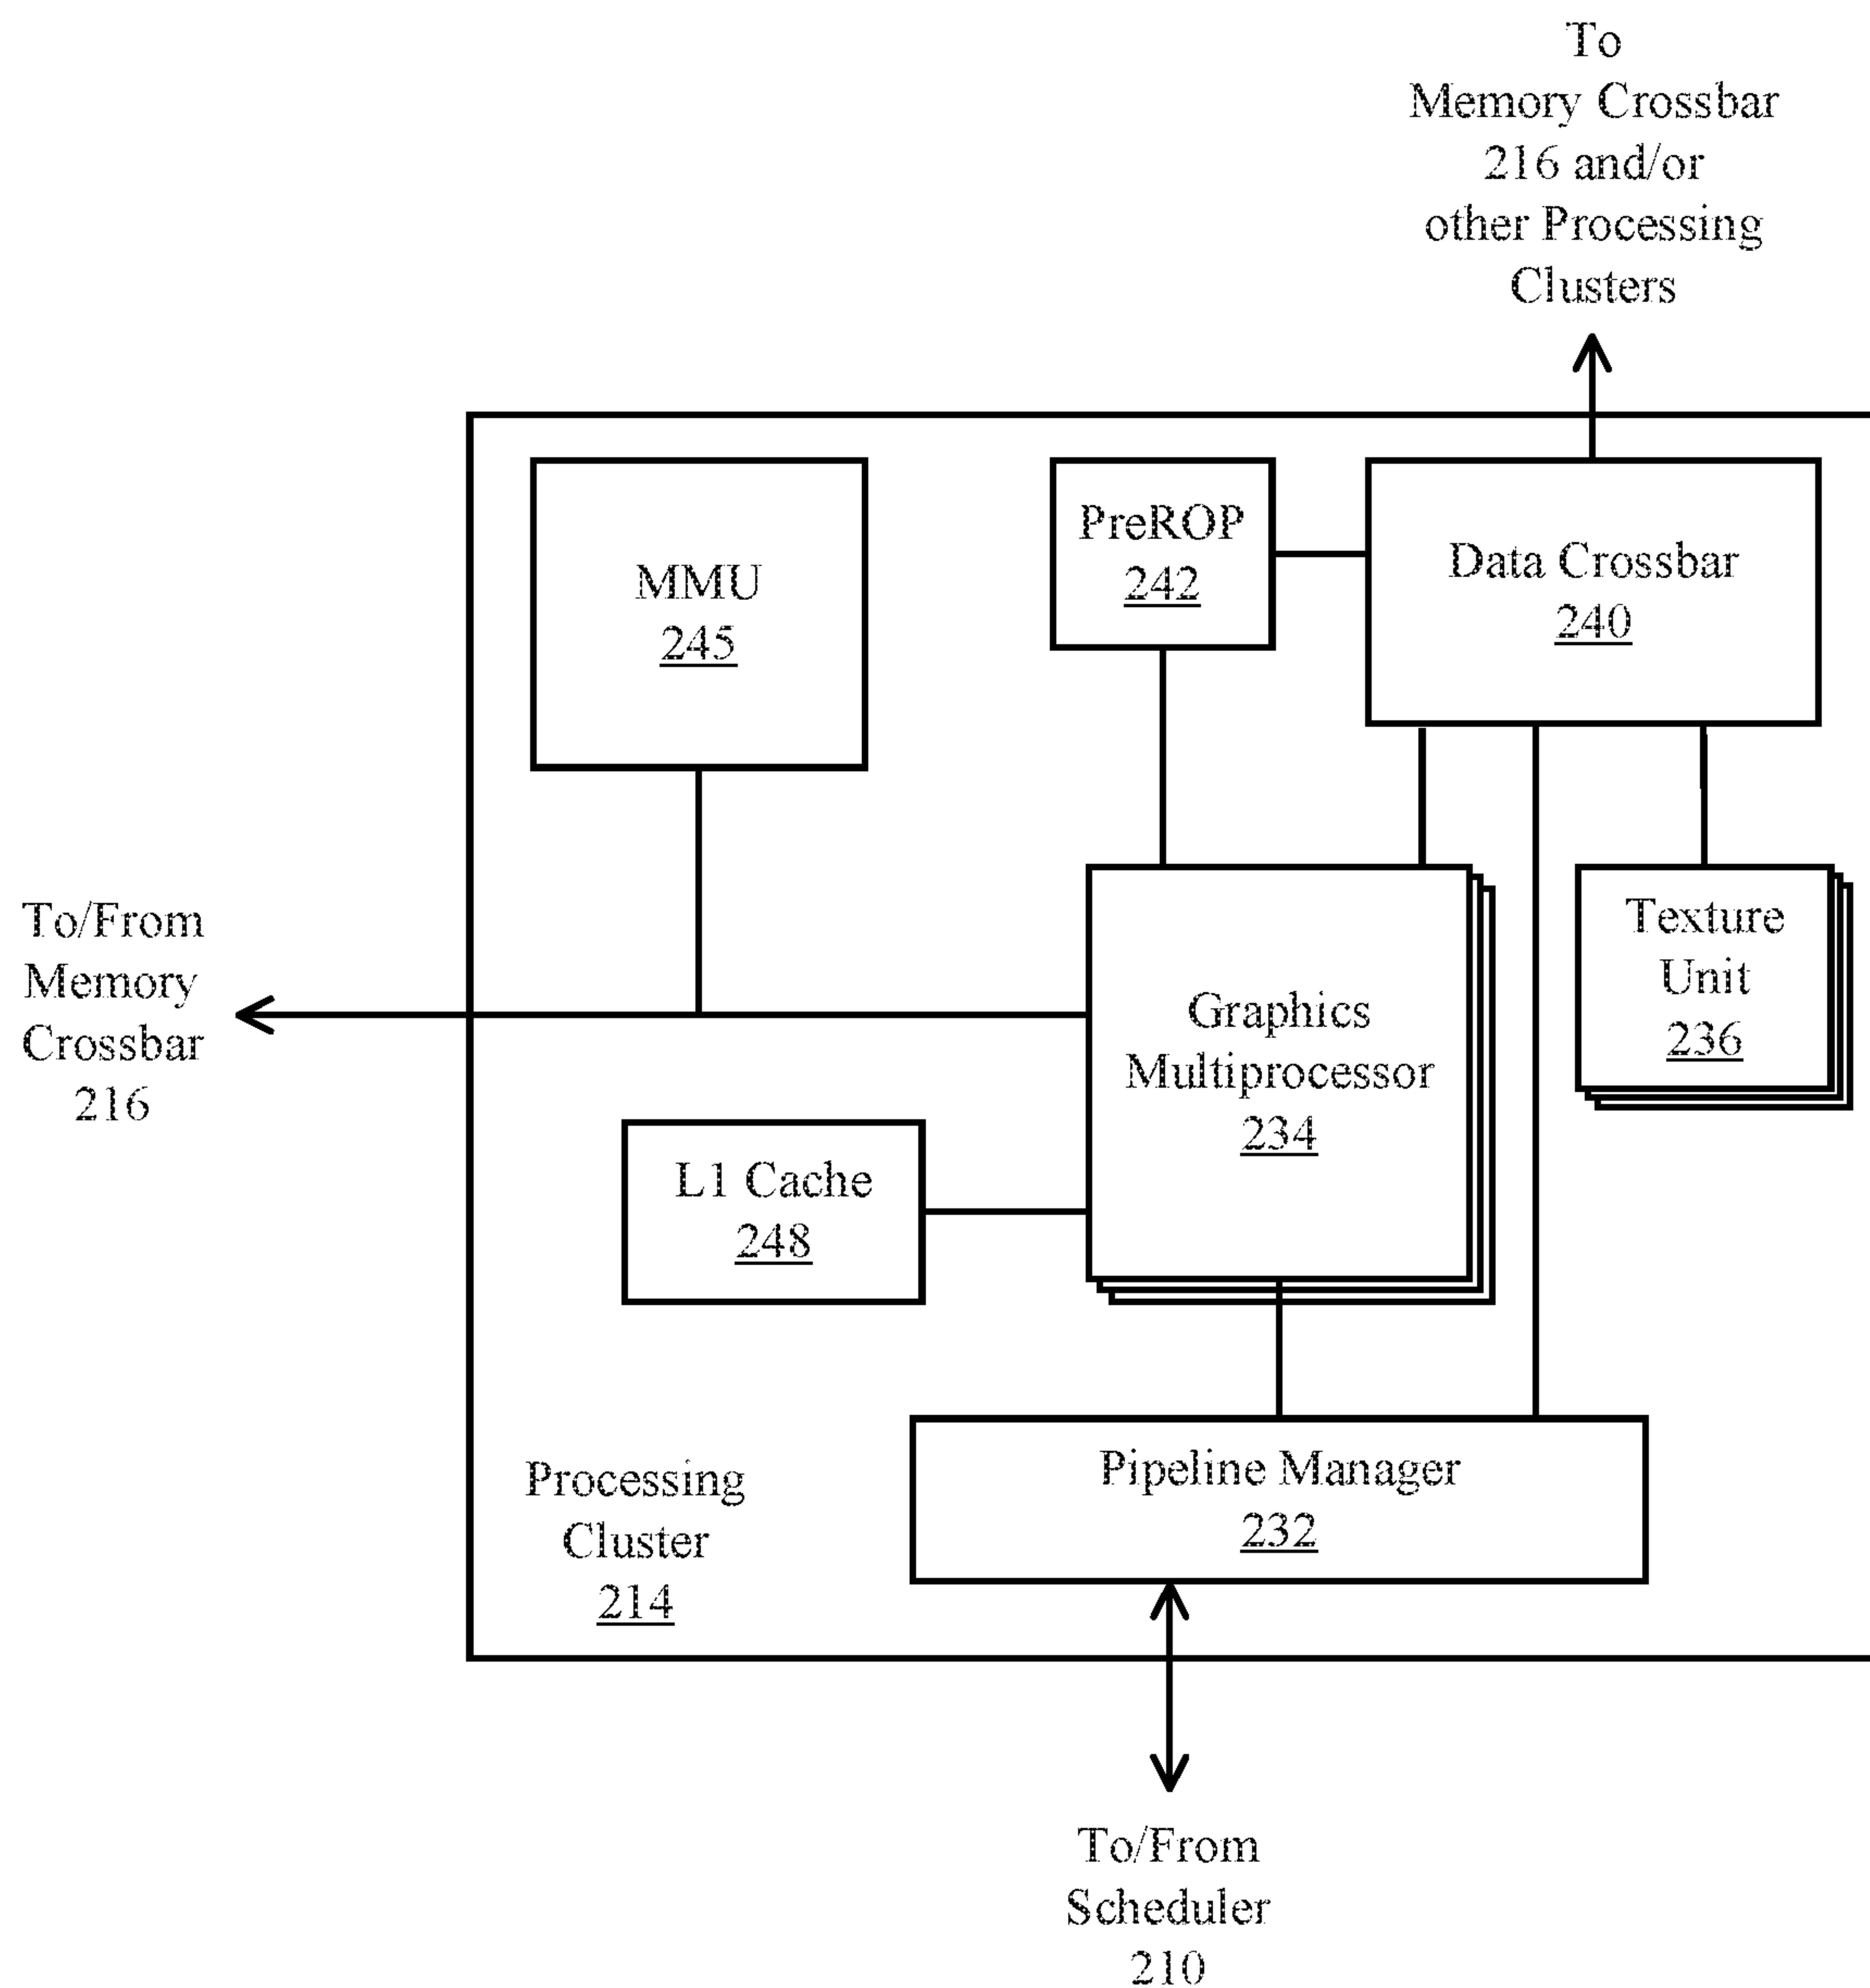 To
Memory Crossbar
216 and/or
other Processing
Clusters
MMU
245
PreROP
242
Data Crossbar
240
To/From
Memory
Crossbar
216
Graphics
Multiprocessor
234
Texture
Unit
236
L1 Cache
248
Processing
Cluster
214
Pipeline Manager
232
To/From
Scheduler
210